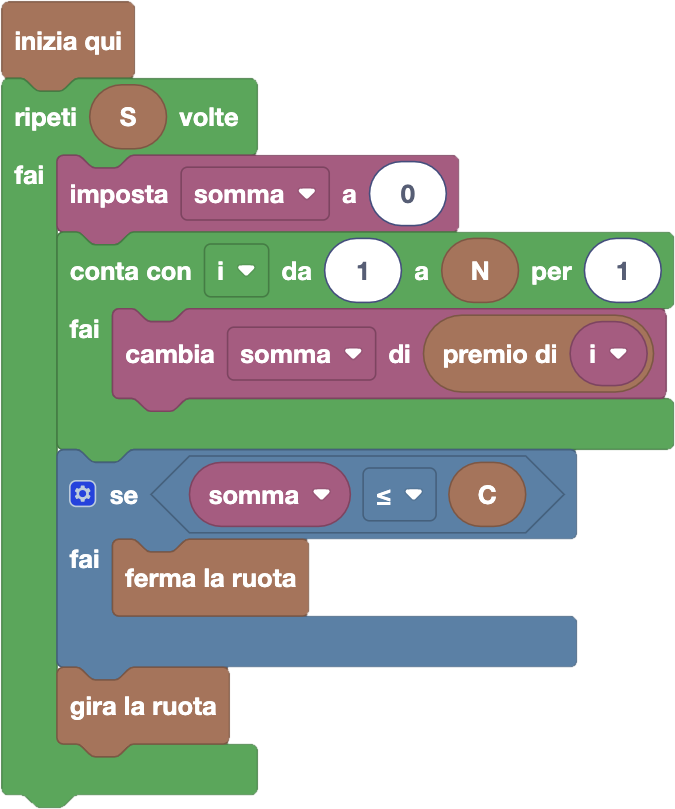 inizia qui
ripeti S volte
fai
imposta somma a 0
conta con i da 1 a N per 1
fai
cambia somma di premio di i
se somma ≤ C
fai
ferma la ruota
gira la ruota